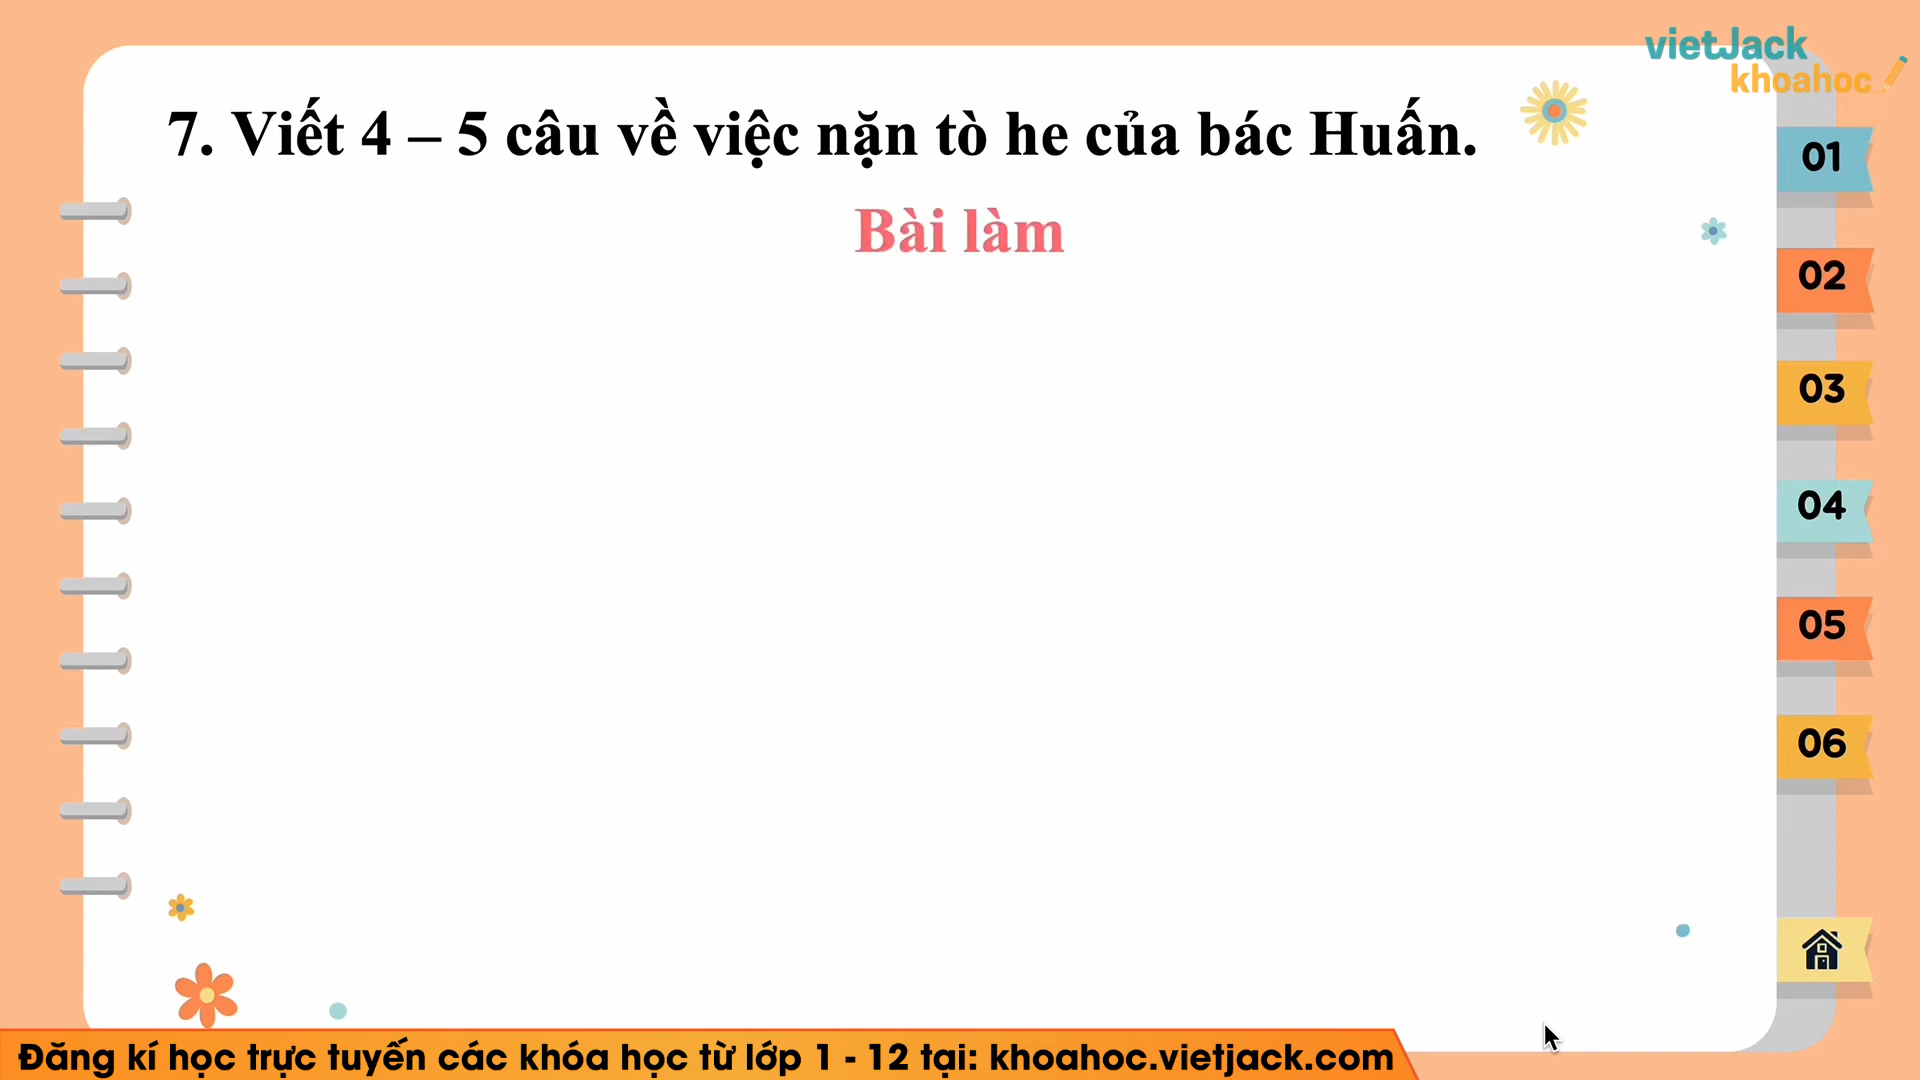 vietJack
khoahoc
7. Viết 4 – 5 câu về việc nặn tò he của bác Huấn.
Bài làm
01
02
03
04
05
06
Đăng kí học trực tuyến các khóa học từ lớp 1 - 12 tại: khoahoc.vietjack.com